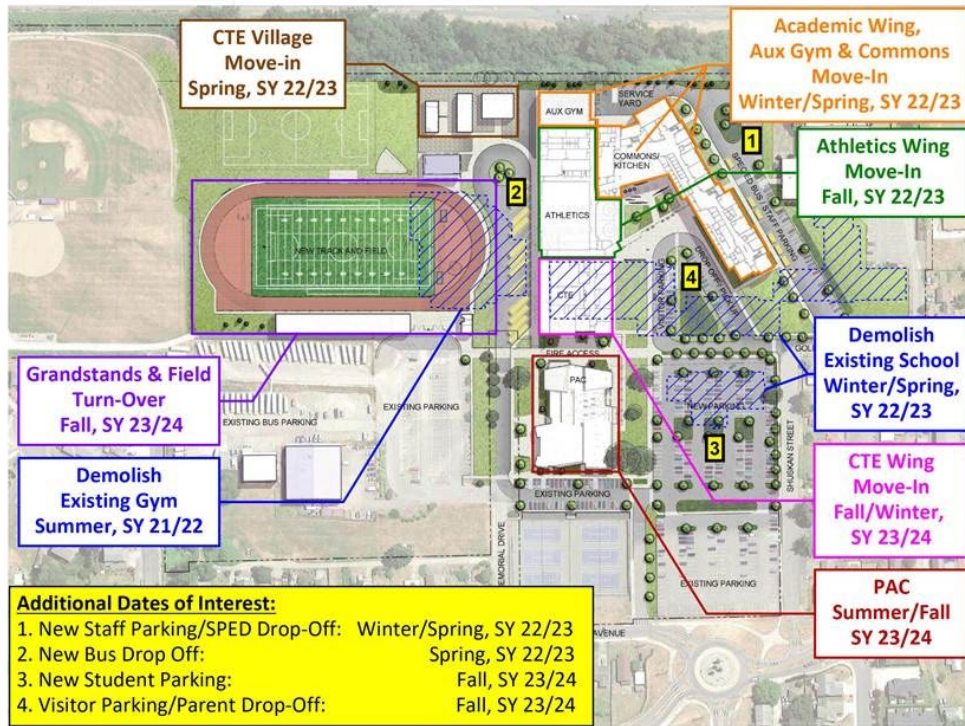 CTE Village
Move-in
Spring, SY 22/23
Academic Wing,
Aux Gym & Commons
Move-In
Winter/Spring, SY 22/23
Athletics Wing
Move-In
Fall, SY 22/23
SERVICE
YARD
AUX GYM
COMMONS/
KITCHEN
ATHLETICS
1
2
SPED BUS / STAFF PARKING
NEW TRACK AND FIELD
CTE
4
VISITOR PARKING
FIRE ACCESS
PAC
NEW PARKING
3
SHUSKAN STREET
EXISTING PARKING
EXISTING BUS PARKING
EXISTING PARKING
EXISTING PARKING
Grandstands & Field
Turn-Over
Fall, SY 23/24
Demolish
Existing Gym
Summer, SY 21/22
Demolish
Existing School
Winter/Spring,
SY 22/23
CTE Wing
Move-In
Fall/Winter,
SY 23/24
PAC
Summer/Fall
SY 23/24
AVENUE
Additional Dates of Interest:
1. New Staff Parking/SPED Drop-Off: Winter/Spring, SY 22/23
2. New Bus Drop Off: Spring, SY 22/23
3. New Student Parking: Fall, SY 23/24
4. Visitor Parking/Parent Drop-Off: Fall, SY 23/24